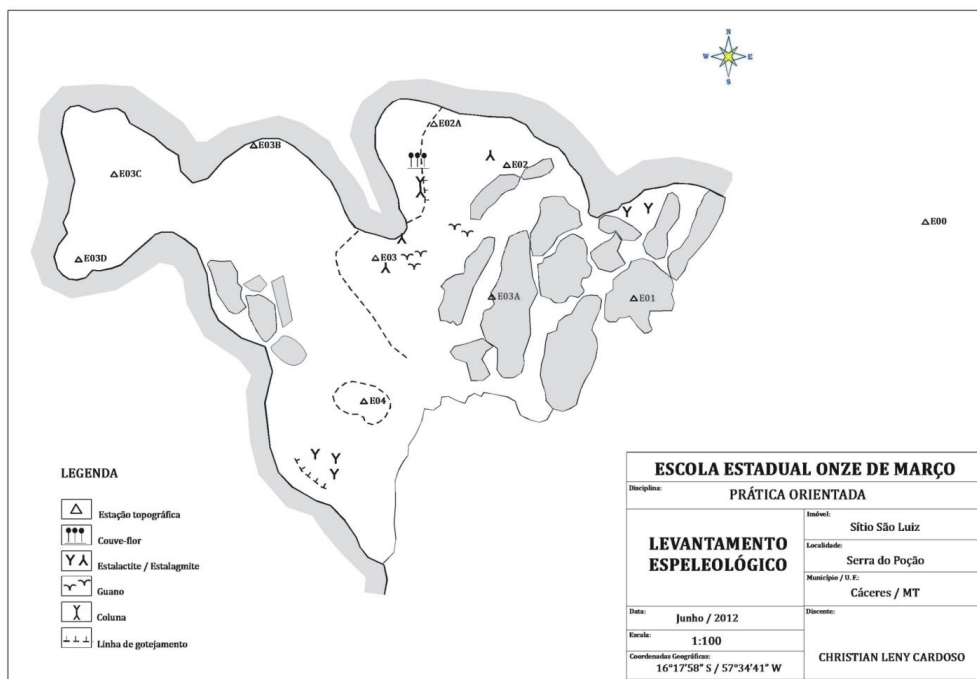 N
W E
S
E02A
E03B
E02
E03C
E00
E03
E03D
E03A
E01
E04
LEGENDA
Estação topográfica
Couve-flor
Estalactite / Estalagmite
Guano
Coluna
Linha de gotejamento
ESCOLA ESTADUAL ONZE DE MARÇO
Disciplina:
PRÁTICA ORIENTADA
LEVANTAMENTO
ESPELEOLÓGICO
Imóvel:
Sítio São Luiz
Localidade:
Serra do Poção
Município / U. F.:
Cáceres / MT
Data:
Junho / 2012
Escala:
1:100
Coordenadas Geográficas:
16°17'58" S / 57°34'41" W
Discente:
CHRISTIAN LENY CARDOSO